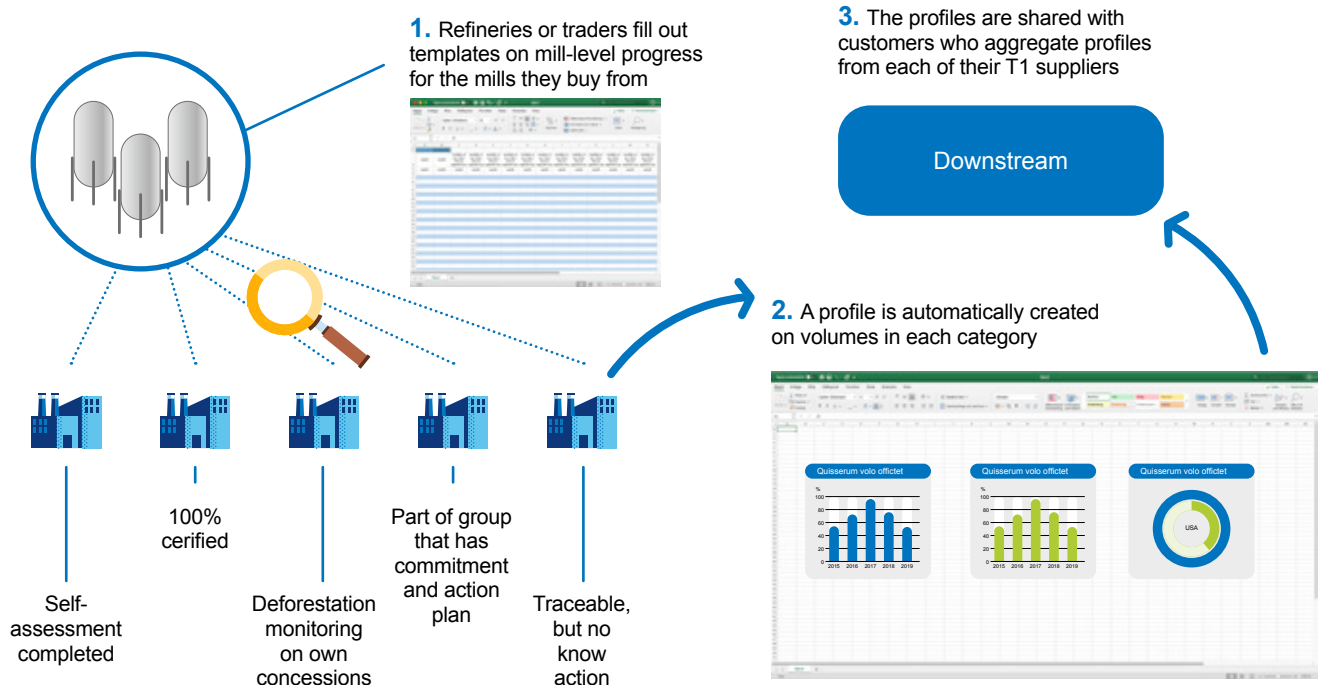 1. Refineries or traders fill out
templates on mill-level progress
for the mills they buy from
3. The profiles are shared with
customers who aggregate profiles
from each of their T1 suppliers
Downstream
2. A profile is automatically created
on volumes in each category
Quisserum volo offictet
%
100
80
60
40
20
0
2015 2016 2017 2018 2019
Quisserum volo offictet
%
100
80
60
40
20
0
2015 2016 2017 2018 2019
Quisserum volo offictet
USA
Self-
assessment
completed
100%
cerified
Deforestation
monitoring
on own
concessions
Part of group
that has
commitment
and action
plan
Traceable,
but no
know
action